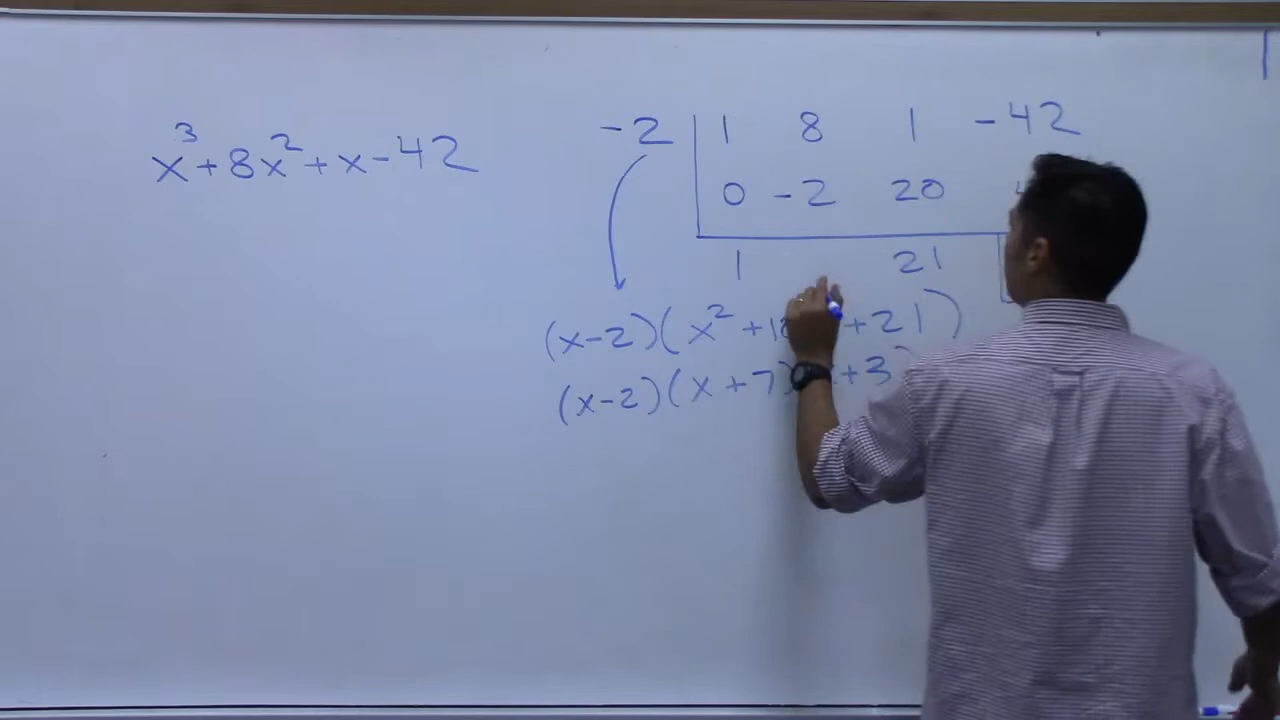 x³+8x²+x-42
-2 | 1 8 1 -42
0 -2 20
1 21
(x-2)(x²+1 +21)
(x-2)(x+7) +3)